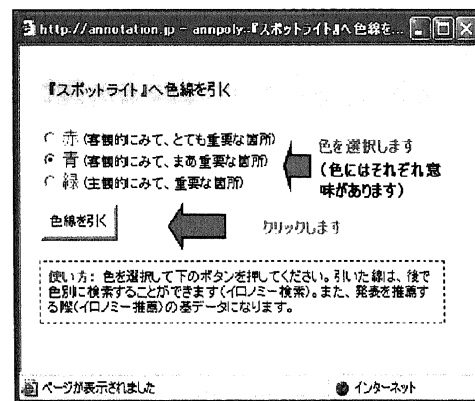 http://annotation.jp - annpoly-『スポットライト』へ色線を...
『スポットライト』へ色線を引く
赤 (客観的にみて、とても重要な箇所)
青 (客観的にみて、まあ重要な箇所)
緑 (主観的にみて、重要な箇所)
色を選択します
(色にはそれぞれ意
味があります)
色線を引く
クリックします
使い方: 色を選択して下のボタンを押してください。引いた線は、後で
色別に検索することができます(イロノミー検索)。また、発表を推薦す
る際(イロノミー推薦)の基データになります。
ページが表示されました
インターネット